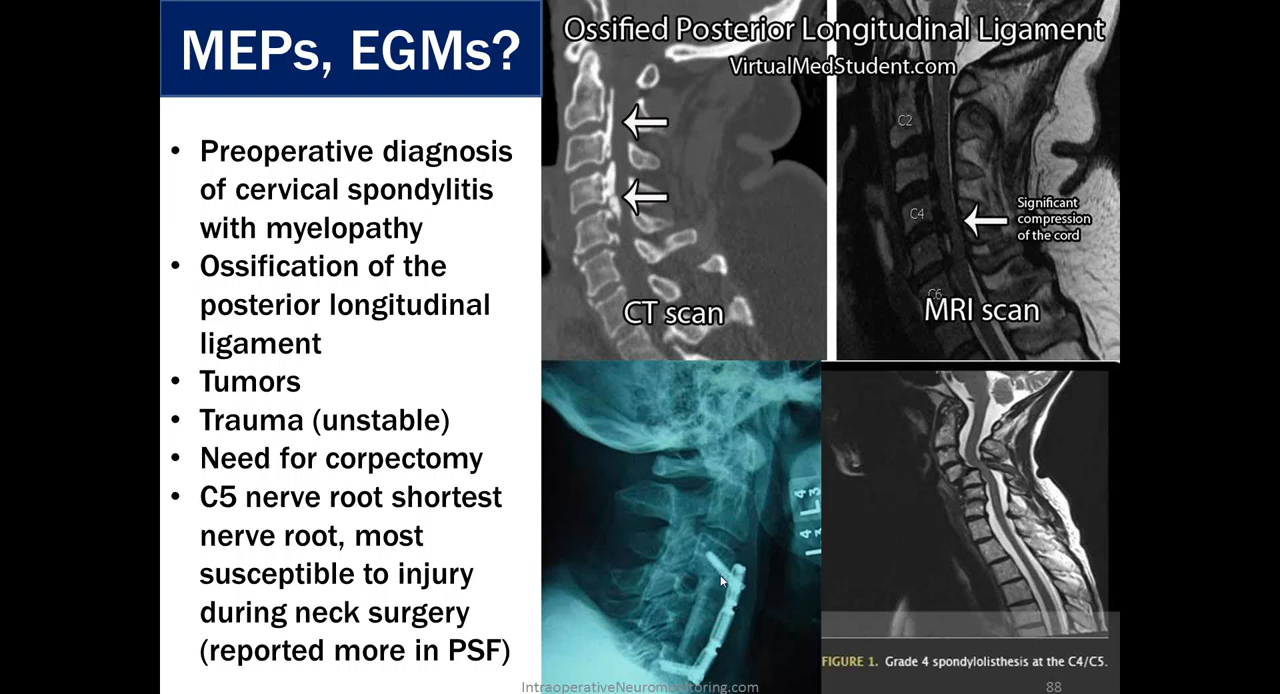 MEPs, EGMs?
• Preoperative diagnosis
of cervical spondylitis
with myelopathy
• Ossification of the
posterior longitudinal
ligament
• Tumors
• Trauma (unstable)
• Need for corpectomy
• C5 nerve root shortest
nerve root, most
susceptible to injury
during neck surgery
(reported more in PSF)
Ossified Posterior Longitudinal Ligament
VirtualMedStudent.com
CT scan
C2
C4
Significant
compression
of the cord
C6
MRI scan
FIGURE 1. Grade 4 spondylolisthesis at the C4/C5.
IntraoperativeNeuromonitoring.com
88